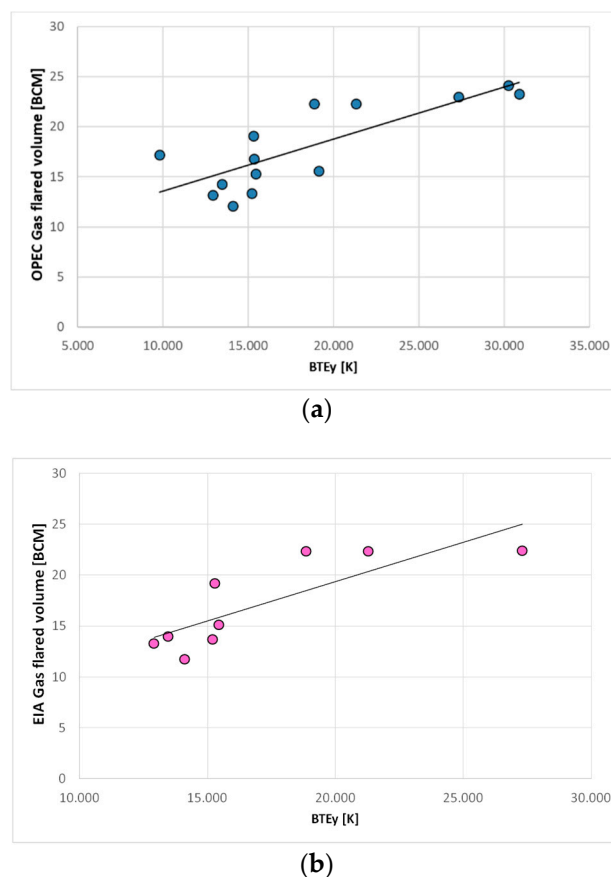 OPEC Gas flared volume [BCM]
30
25
20
15
10
5
0
5.000 10.000 15.000 20.000 25.000 30.000 35.000
BTEy [K]
(a)
EIA Gas flared volume [BCM]
30
25
20
15
10
5
0
10.000 15.000 20.000 25.000 30.000
BTEy [K]
(b)